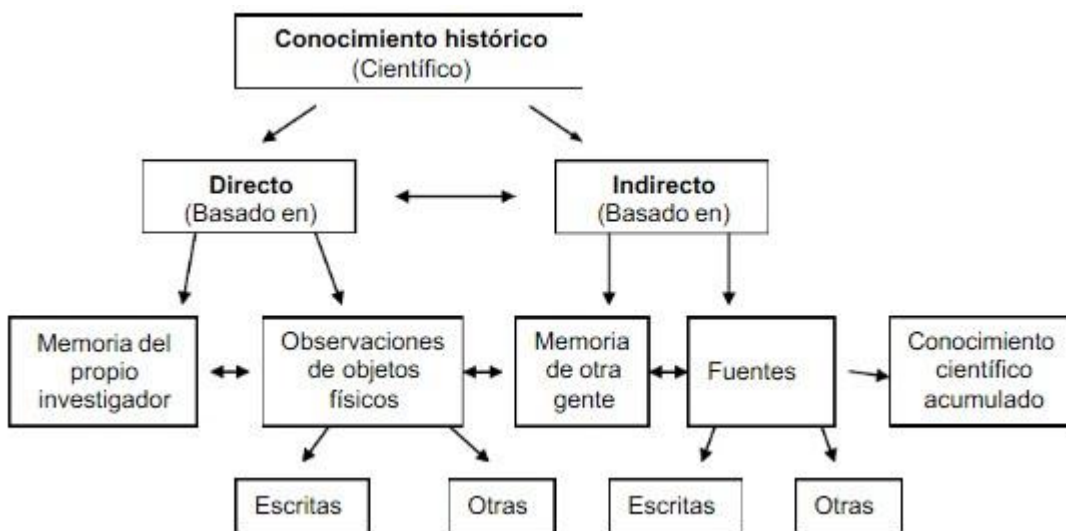 Conocimiento histórico
(Científico)
Directo
(Basado en)
Indirecto
(Basado en)
Memoria del
propio
investigador
Observaciones
de objetos
físicos
Memoria
de otra
gente
Fuentes
Conocimiento
científico
acumulado
Escritas
Otras
Escritas
Otras